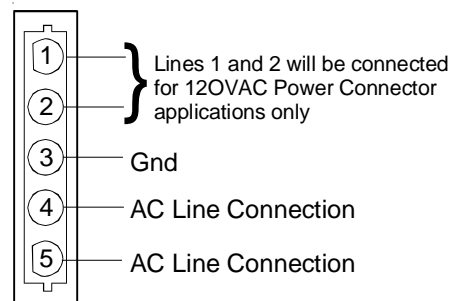 1
Lines 1 and 2 will be connected
for 12OVAC Power Connector
2
applications only
3
Gnd
4
AC Line Connection
5
AC Line Connection